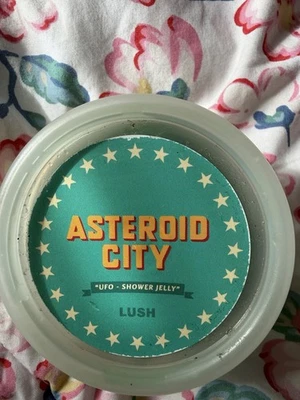 ASTEROID
CITY
"UFO - SHOWER JELLY"
LUSH